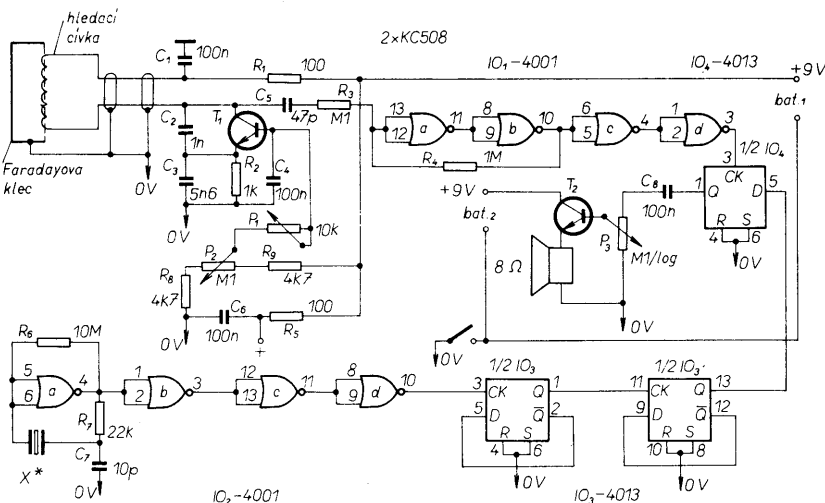 hledací
cívka
2xKC508
C1 100n
R1 100
IO1-4001
IO4-4013
+9V
bat.1
C5
47p
R3
M1
T1
C2
1n
C3
5n6
R2
1k
C4
100n
0V
Faradayova
klec
0V
13
12
a
11
8
9
b
10
6
5
c
4
1
2
d
3
R4 1M
1/2 IO4
3
CK
1 Q
D 5
R S
4 6
0V
+9V
bat.2
T2
C8
100n
P3
M1/log
8 Ω
0V
P1
10k
P2
M1
R9
4k7
R8
4k7
0V
C6
100n
+
100
R5
0V
R6 10M
5
6
a
4
1
2
b
3
12
13
c
11
8
9
d
10
R7
22k
X*
C7
10p
0V
1/2 IO3
3 CK Q 1
5 D Q 2
R S
4 6
0V
1/2 IO3
11 CK Q 13
9 D Q 12
R S
10 8
0V
IO2-4001
IO3-4013